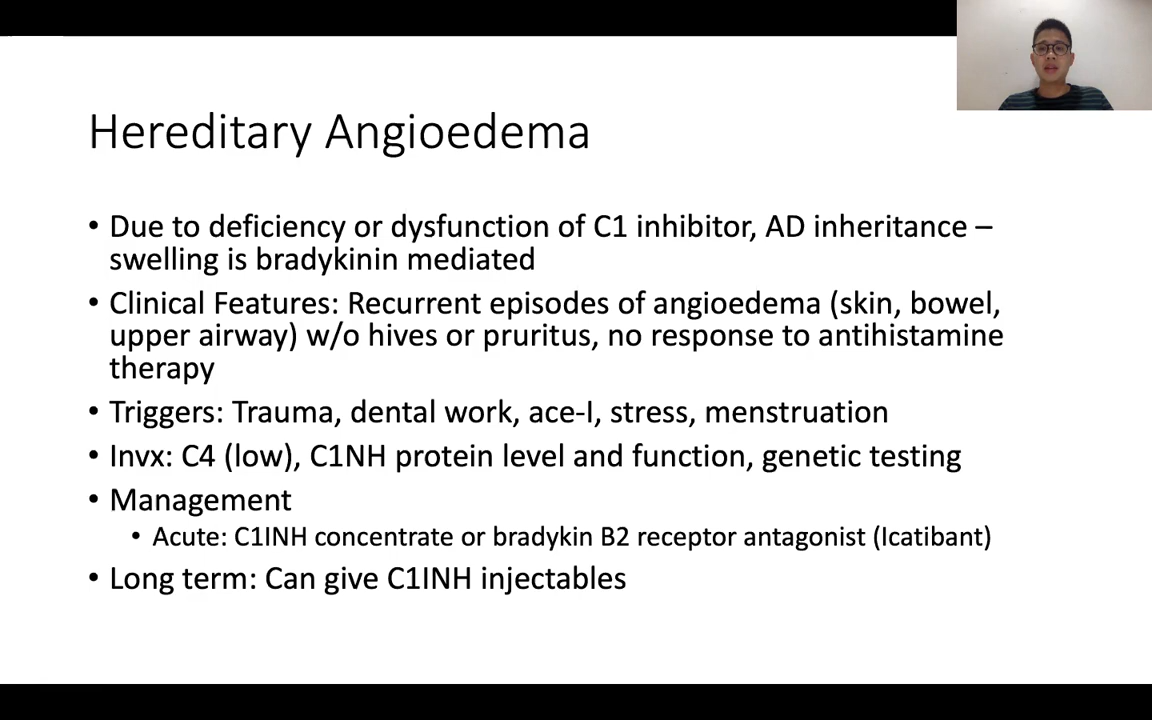 Hereditary Angioedema
• Due to deficiency or dysfunction of C1 inhibitor, AD inheritance –
swelling is bradykinin mediated
• Clinical Features: Recurrent episodes of angioedema (skin, bowel,
upper airway) w/o hives or pruritus, no response to antihistamine
therapy
• Triggers: Trauma, dental work, ace-I, stress, menstruation
• Invx: C4 (low), C1NH protein level and function, genetic testing
• Management
• Acute: C1INH concentrate or bradykin B2 receptor antagonist (Icatibant)
• Long term: Can give C1INH injectables